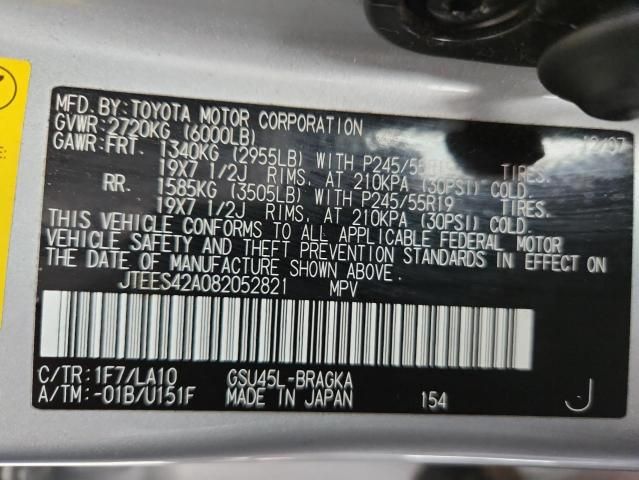 MFD. BY: TOYOTA MOTOR CORPORATION 12/07
GVWR: 2720KG (6000LB)
GAWR: FRT. 1340KG (2955LB) WITH P245/55R19 TIRES,
19X7 1/2J RIMS, AT 210KPA (30PSI) COLD.
RR. 1585KG (3505LB) WITH P245/55R19 TIRES,
19X7 1/2J RIMS, AT 210KPA (30PSI) COLD.
THIS VEHICLE CONFORMS TO ALL APPLICABLE FEDERAL MOTOR
VEHICLE SAFETY AND THEFT PREVENTION STANDARDS IN EFFECT ON
THE DATE OF MANUFACTURE SHOWN ABOVE.
JTEES42A082052821 MPV
C/TR: 1F7/LA10 GSU45L-BRAGKA
A/TM: -01B/U151F MADE IN JAPAN 154 J